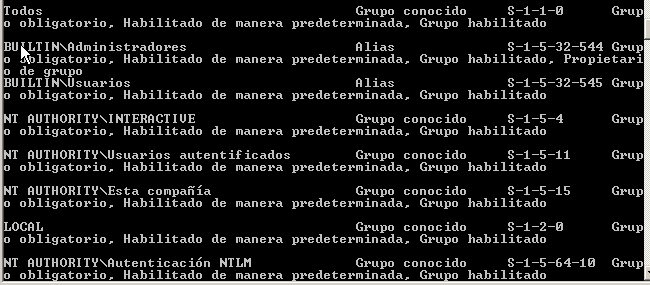 Todos Grupo conocido S-1-1-0 Grup
o obligatorio, Habilitado de manera predeterminada, Grupo habilitado
BUILTIN\Administradores Alias S-1-5-32-544 Grup
o obligatorio, Habilitado de manera predeterminada, Grupo habilitado, Propietari
o de grupo
BUILTIN\Usuarios Alias S-1-5-32-545 Grup
o obligatorio, Habilitado de manera predeterminada, Grupo habilitado
NT AUTHORITY\INTERACTIVE Grupo conocido S-1-5-4 Grup
o obligatorio, Habilitado de manera predeterminada, Grupo habilitado
NT AUTHORITY\Usuarios autentificados Grupo conocido S-1-5-11 Grup
o obligatorio, Habilitado de manera predeterminada, Grupo habilitado
NT AUTHORITY\Esta compañía Grupo conocido S-1-5-15 Grup
o obligatorio, Habilitado de manera predeterminada, Grupo habilitado
LOCAL Grupo conocido S-1-2-0 Grup
o obligatorio, Habilitado de manera predeterminada, Grupo habilitado
NT AUTHORITY\Autenticación NTLM Grupo conocido S-1-5-64-10 Grup
o obligatorio, Habilitado de manera predeterminada, Grupo habilitado